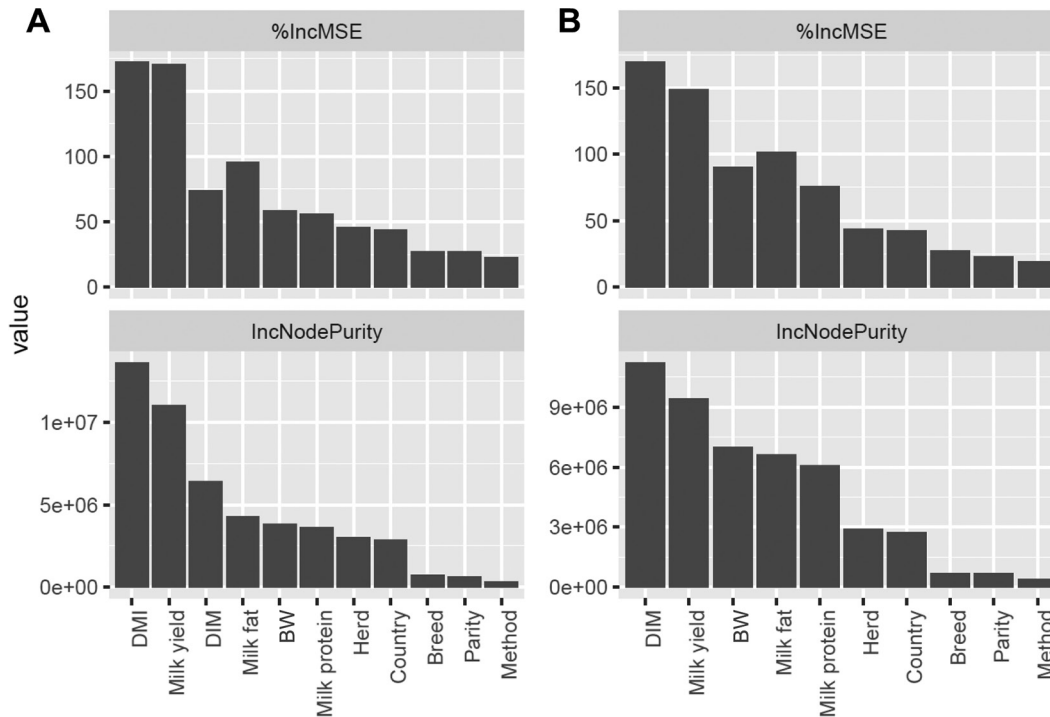 A
%IncMSE
150
100
50
0
IncNodePurity
1e+07
5e+06
0e+00
value
DMI
Milk yield
DIM
Milk fat
BW
Milk protein
Herd
Country
Breed
Parity
Method
B
%IncMSE
150
100
50
0
IncNodePurity
9e+06
6e+06
3e+06
0e+00
DIM
Milk yield
BW
Milk fat
Milk protein
Herd
Country
Breed
Parity
Method